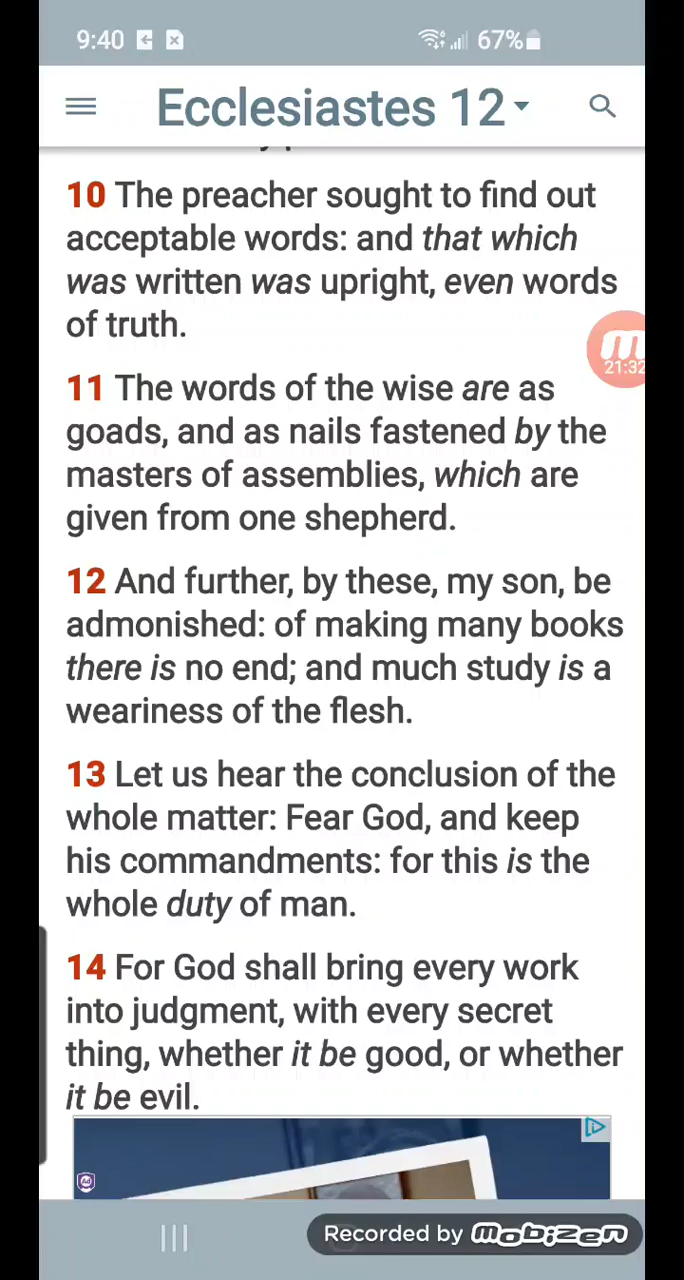 9:40 67%
Ecclesiastes 12
10 The preacher sought to find out
acceptable words: and that which
was written was upright, even words
of truth.
21:32
11 The words of the wise are as
goads, and as nails fastened by the
masters of assemblies, which are
given from one shepherd.
12 And further, by these, my son, be
admonished: of making many books
there is no end; and much study is a
weariness of the flesh.
13 Let us hear the conclusion of the
whole matter: Fear God, and keep
his commandments: for this is the
whole duty of man.
14 For God shall bring every work
into judgment, with every secret
thing, whether it be good, or whether
it be evil.
Ad
Recorded by mobizen